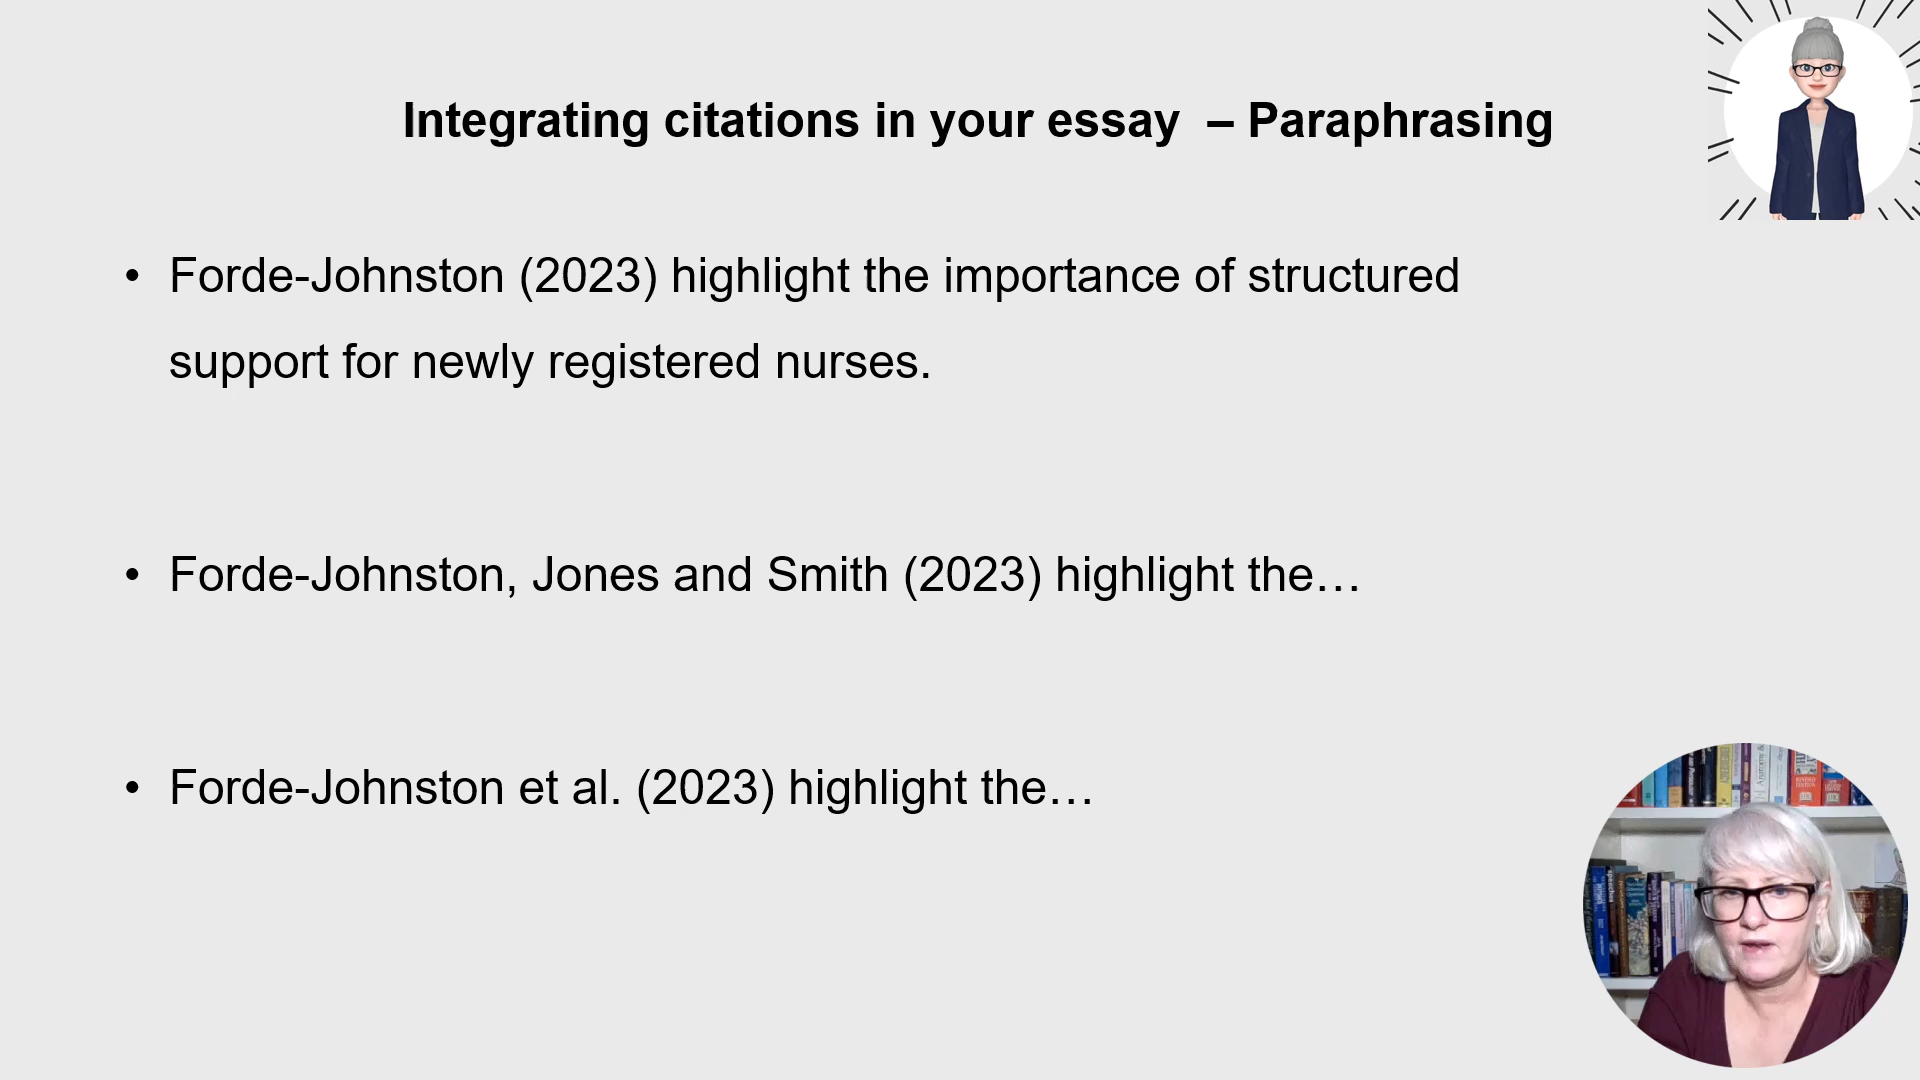 Integrating citations in your essay – Paraphrasing
• Forde-Johnston (2023) highlight the importance of structured
support for newly registered nurses.
• Forde-Johnston, Jones and Smith (2023) highlight the…
• Forde-Johnston et al. (2023) highlight the…